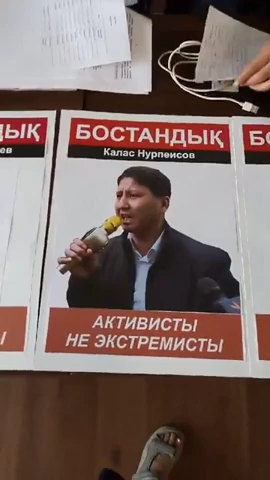 ДЫҚ
ев
БОСТАНДЫҚ
Калас Нурпеисов
АКТИВИСТЫ
НЕ ЭКСТРЕМИСТЫ
БО